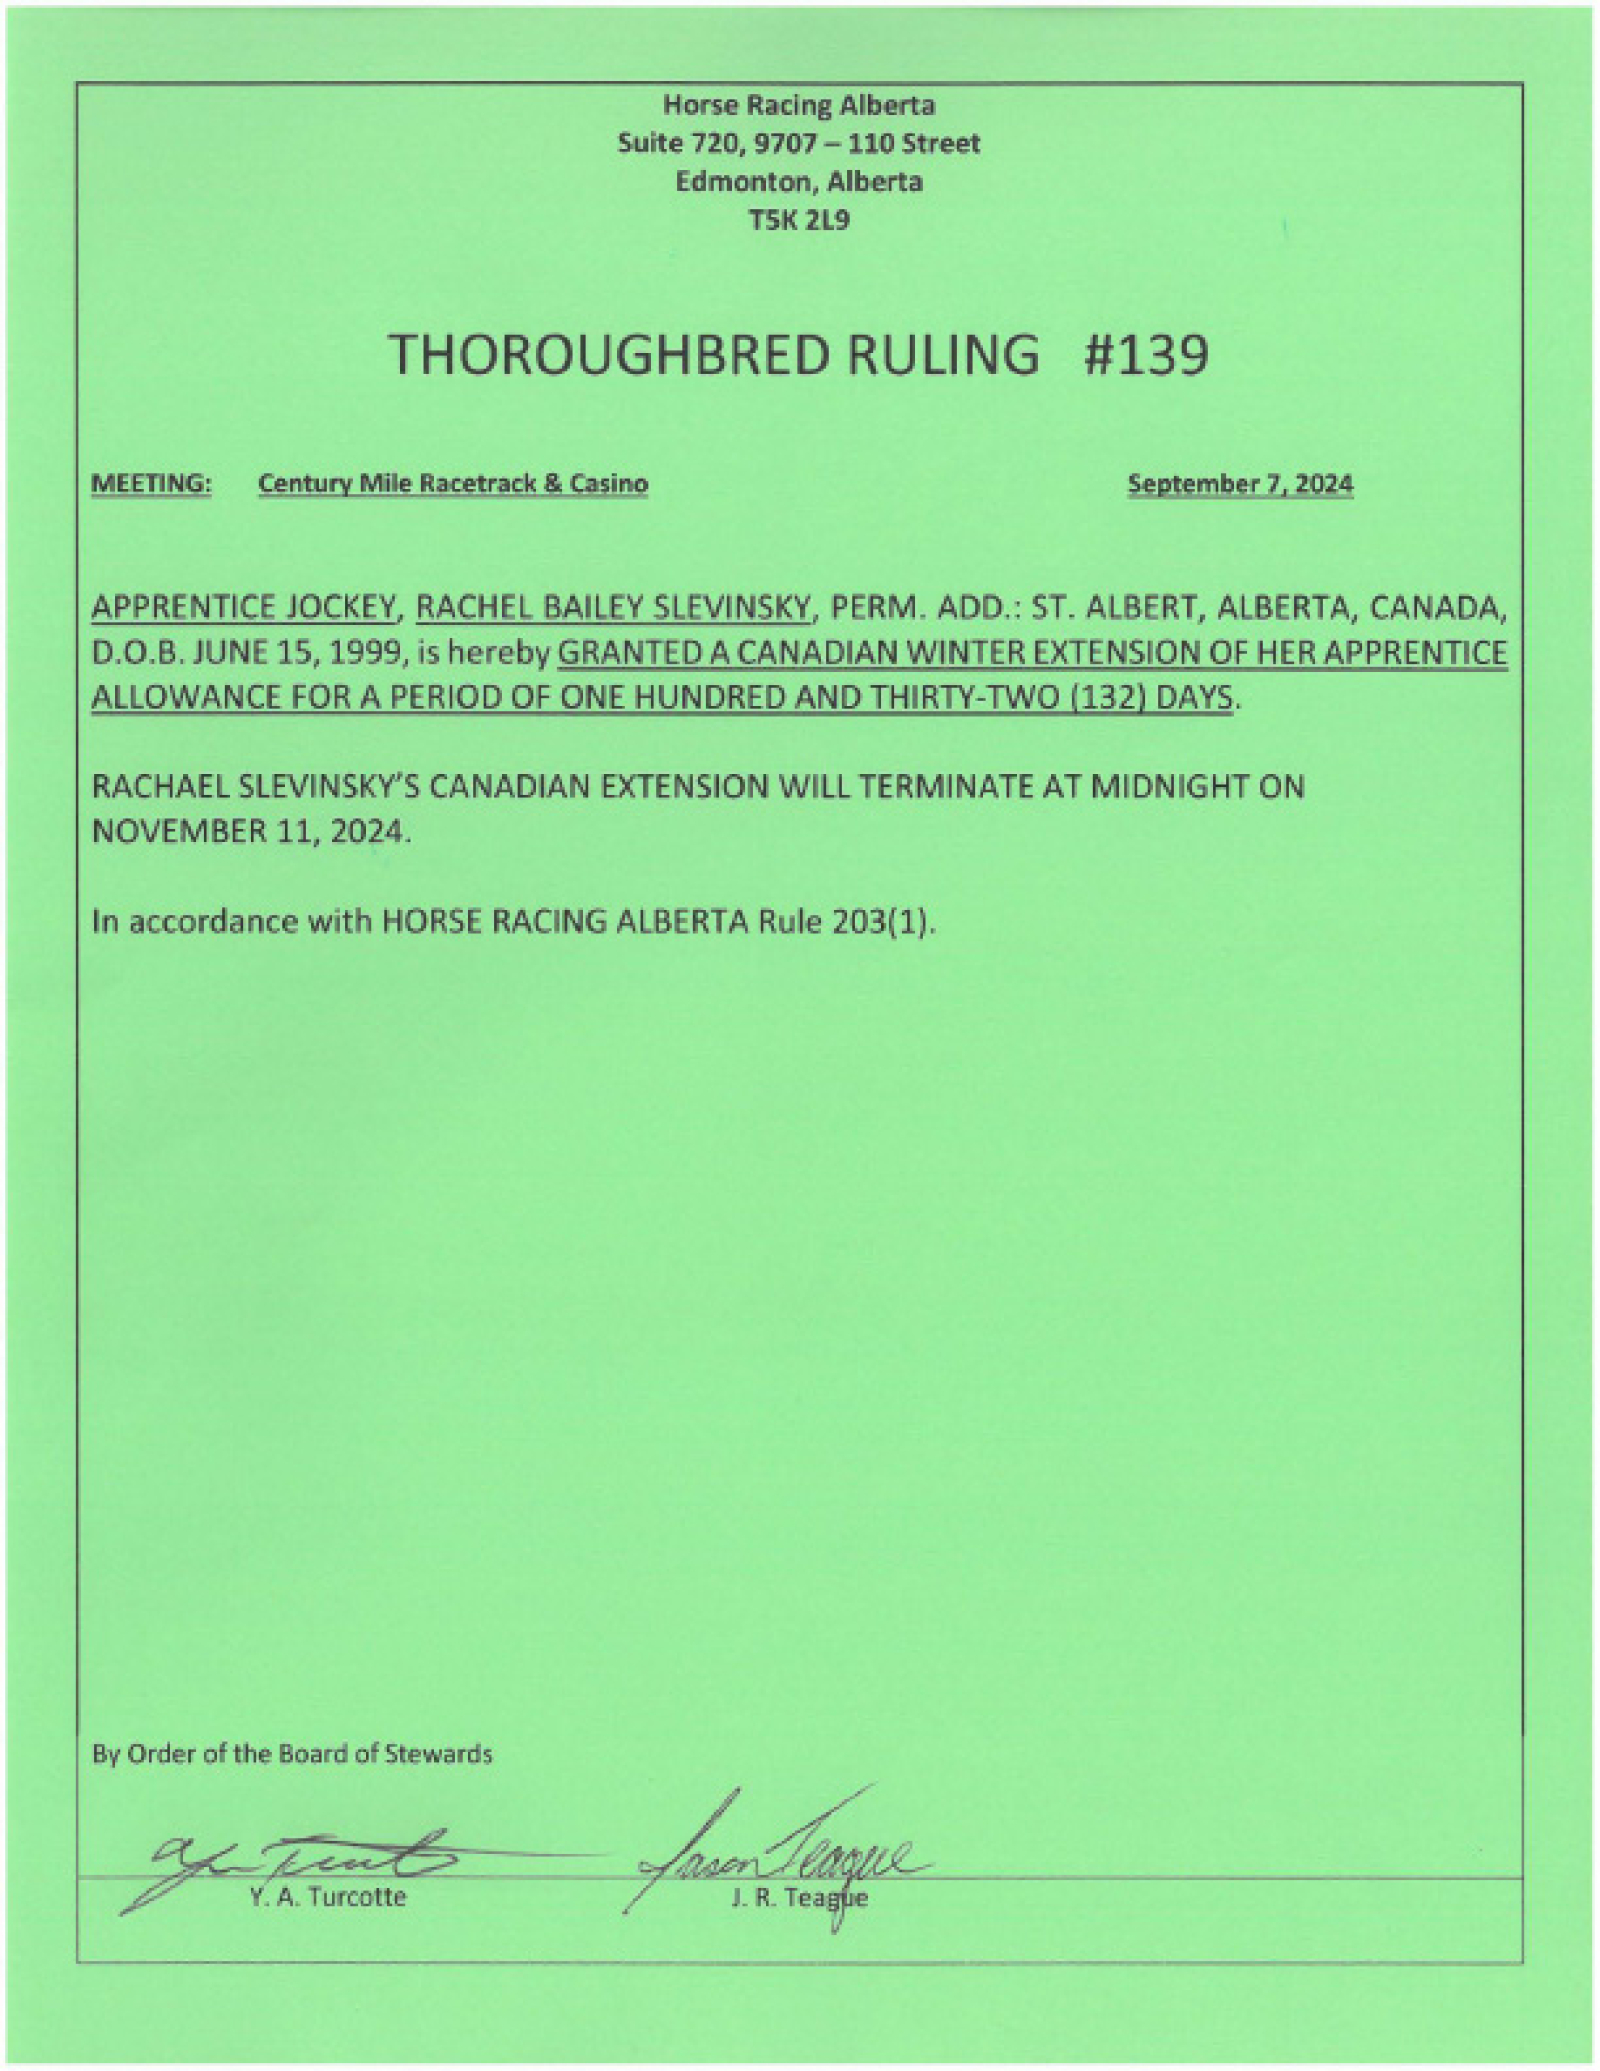 Horse Racing Alberta
Suite 720, 9707 – 110 Street
Edmonton, Alberta
T5K 2L9
THOROUGHBRED RULING #139
MEETING: Century Mile Racetrack & Casino September 7, 2024
APPRENTICE JOCKEY, RACHEL BAILEY SLEVINSKY, PERM. ADD.: ST. ALBERT, ALBERTA, CANADA,
D.O.B. JUNE 15, 1999, is hereby GRANTED A CANADIAN WINTER EXTENSION OF HER APPRENTICE
ALLOWANCE FOR A PERIOD OF ONE HUNDRED AND THIRTY-TWO (132) DAYS.
RACHAEL SLEVINSKY'S CANADIAN EXTENSION WILL TERMINATE AT MIDNIGHT ON
NOVEMBER 11, 2024.
In accordance with HORSE RACING ALBERTA Rule 203(1).
By Order of the Board of Stewards
Jason Teague
Y. A. Turcotte J. R. Teague